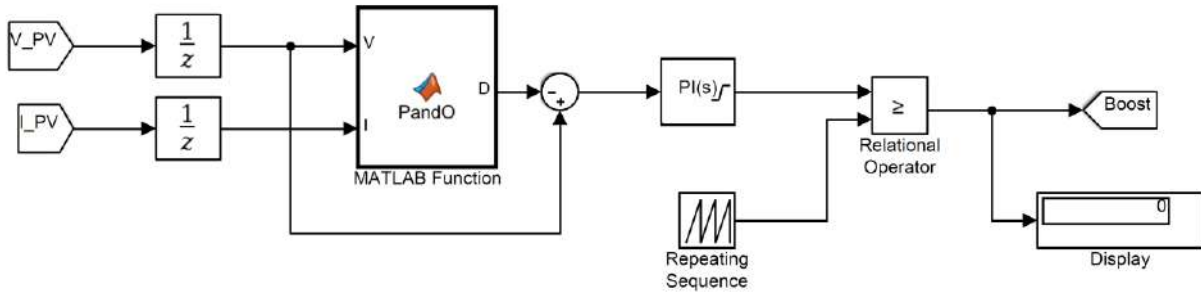 V_PV
1
z
V
D
I
PandO
MATLAB Function
I_PV
1
z
-
+
PI(s)
≥
Relational
Operator
Boost
Repeating
Sequence
0
Display